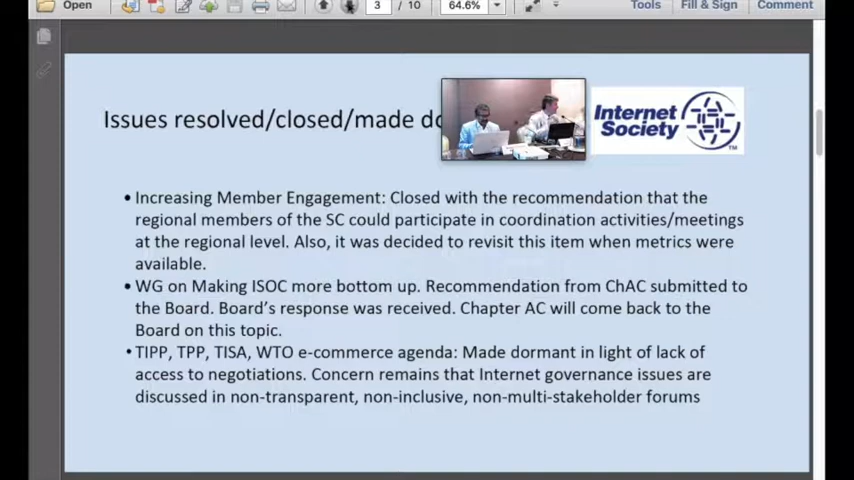 Open
3 / 10
64.6%
Tools
Fill & Sign
Comment
Issues resolved/closed/made do
Internet
Society
TM
• Increasing Member Engagement: Closed with the recommendation that the
regional members of the SC could participate in coordination activities/meetings
at the regional level. Also, it was decided to revisit this item when metrics were
available.
• WG on Making ISOC more bottom up. Recommendation from ChAC submitted to
the Board. Board's response was received. Chapter AC will come back to the
Board on this topic.
• TIPP, TPP, TISA, WTO e-commerce agenda: Made dormant in light of lack of
access to negotiations. Concern remains that Internet governance issues are
discussed in non-transparent, non-inclusive, non-multi-stakeholder forums